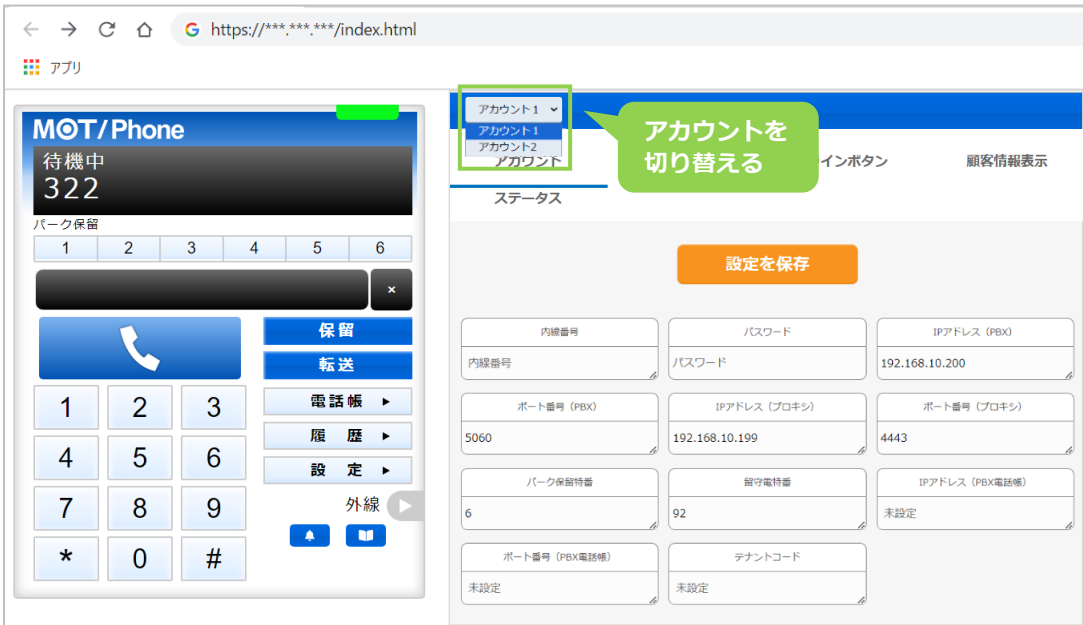 https://***.***.***/index.html
アプリ
MOT/Phone
待機中
322
パーク保留
1 2 3 4 5 6
×
保留
転送
1 2 3
電話帳 ▶
履 歴 ▶
4 5 6
設 定 ▶
7 8 9
外線
* 0 #
アカウント1
アカウント1
アカウント2
アカウントを
切り替える
アカウント
インボタン
顧客情報表示
ステータス
設定を保存
内線番号 パスワード IPアドレス（PBX）
内線番号 パスワード 192.168.10.200
ポート番号（PBX） IPアドレス（プロキシ） ポート番号（プロキシ）
5060 192.168.10.199 4443
パーク保留特番 留守電特番 IPアドレス（PBX電話帳）
6 92 未設定
ポート番号（PBX電話帳） テナントコード
未設定 未設定